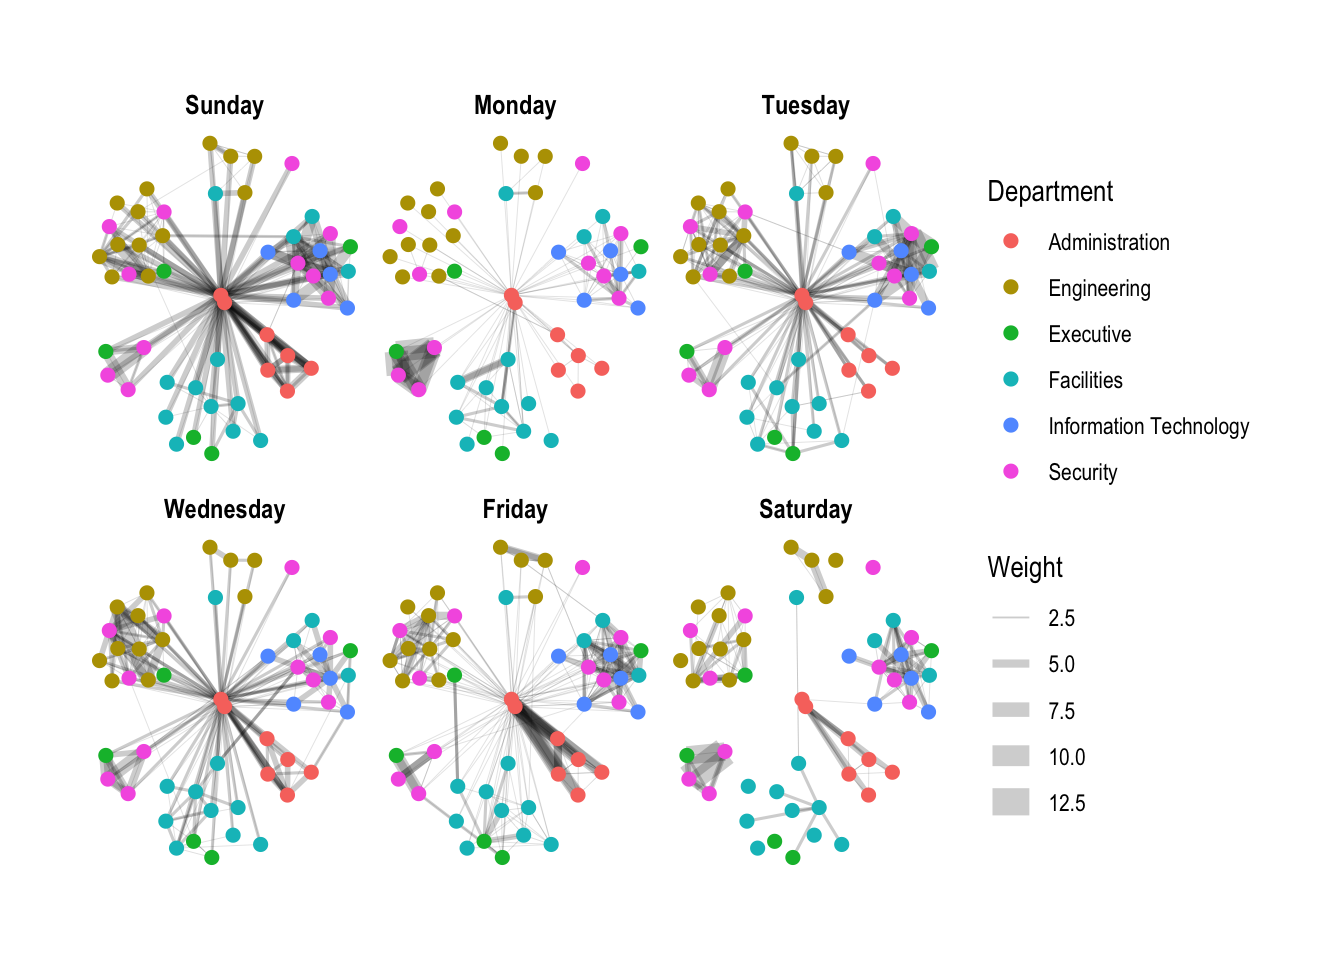 Sunday
Monday
Tuesday
Wednesday
Friday
Saturday
Department
Administration
Engineering
Executive
Facilities
Information Technology
Security
Weight
2.5
5.0
7.5
10.0
12.5